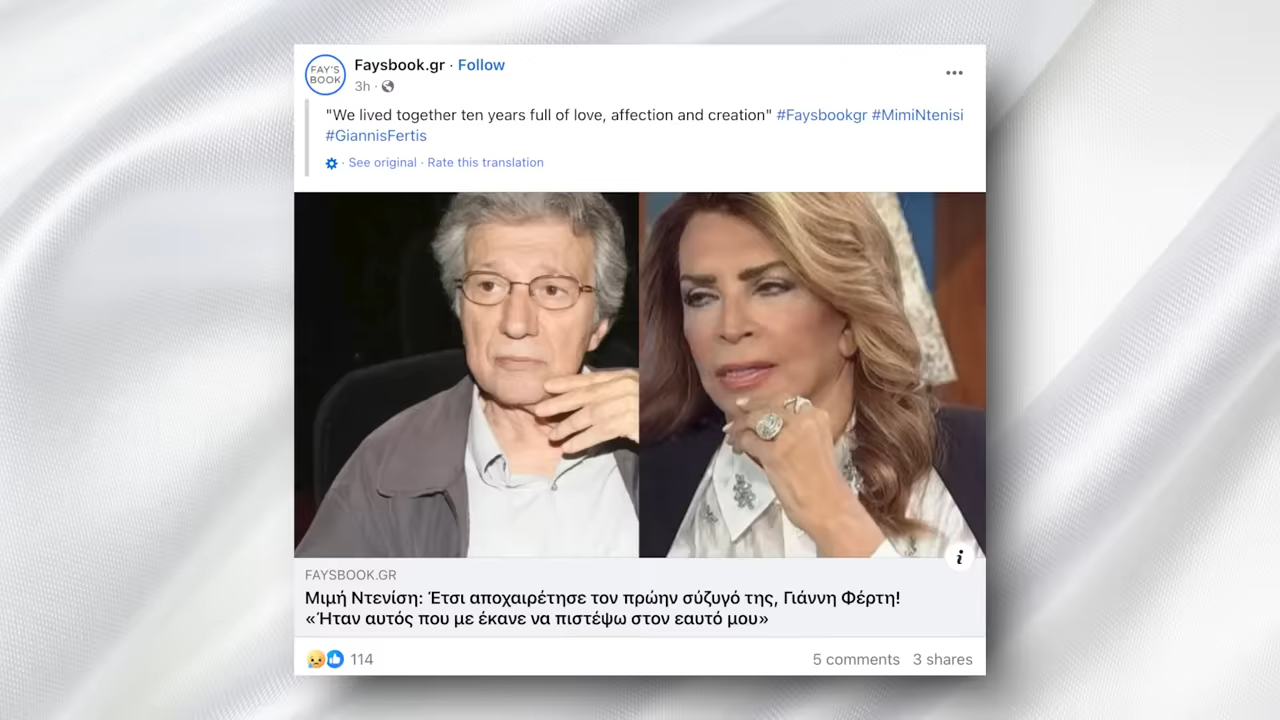 FAY'S
BOOK
Faysbook.gr · Follow
3h ·
"We lived together ten years full of love, affection and creation" #Faysbookgr #MimiNtenisi
#GiannisFertis
· See original · Rate this translation
i
FAYSBOOK.GR
Μιμή Ντενίση: Έτσι αποχαιρέτησε τον πρώην σύζυγό της, Γιάννη Φέρτη!
«Ήταν αυτός που με έκανε να πιστέψω στον εαυτό μου»
114
5 comments 3 shares